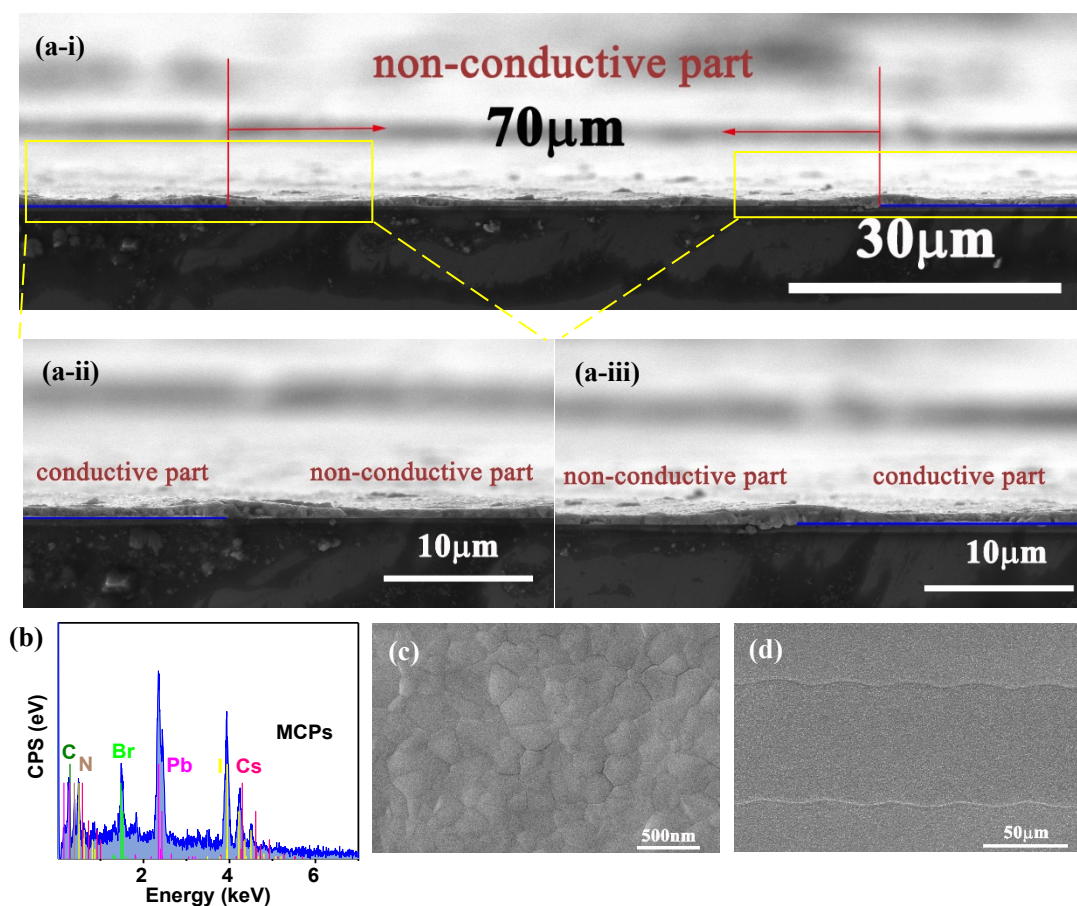 (a-i)
non-conductive part
70μm
30μm
(a-ii)
conductive part
non-conductive part
10μm
(a-iii)
non-conductive part
conductive part
10μm
(b)
CPS (eV)
C
N
Br
Pb
I
Cs
MCPs
2
4
6
Energy (keV)
(c)
500nm
(d)
50μm